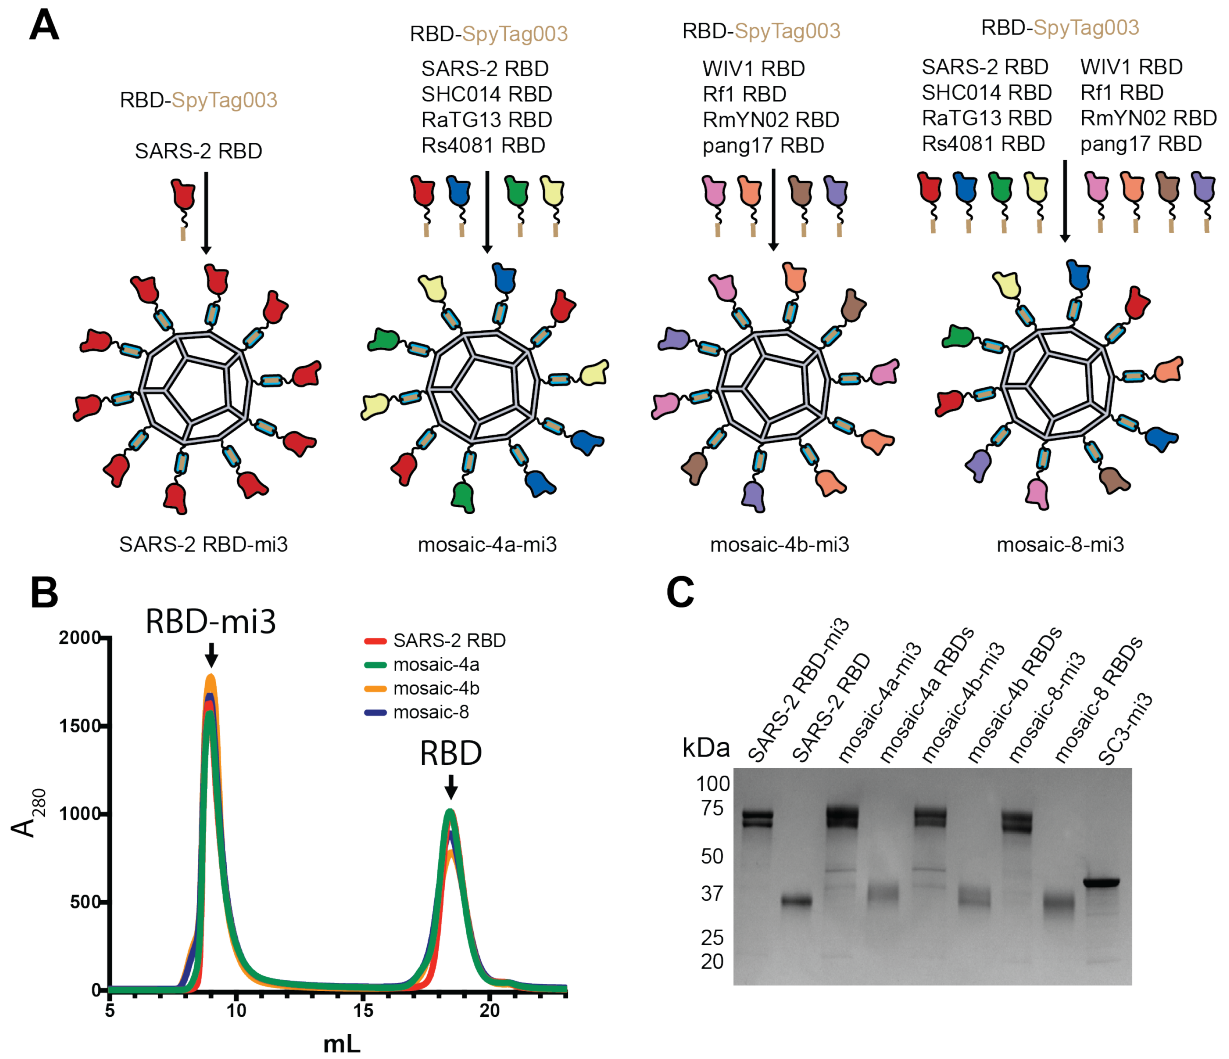 A
RBD-SpyTag003
SARS-2 RBD
SARS-2 RBD-mi3
RBD-SpyTag003
SARS-2 RBD
SHC014 RBD
RaTG13 RBD
Rs4081 RBD
mosaic-4a-mi3
RBD-SpyTag003
WIV1 RBD
Rf1 RBD
RmYN02 RBD
pang17 RBD
mosaic-4b-mi3
RBD-SpyTag003
SARS-2 RBD
SHC014 RBD
RaTG13 RBD
Rs4081 RBD
WIV1 RBD
Rf1 RBD
RmYN02 RBD
pang17 RBD
mosaic-8-mi3
B
RBD-mi3
RBD
SARS-2 RBD
mosaic-4a
mosaic-4b
mosaic-8
A280
2000
1500
1000
500
0
5 10 15 20
mL
C
SARS-2 RBD-mi3
SARS-2 RBD
mosaic-4a-mi3
mosaic-4a RBDs
mosaic-4b-mi3
mosaic-4b RBDs
mosaic-8-mi3
mosaic-8 RBDs
SC3-mi3
kDa
100
75
50
37
25
20